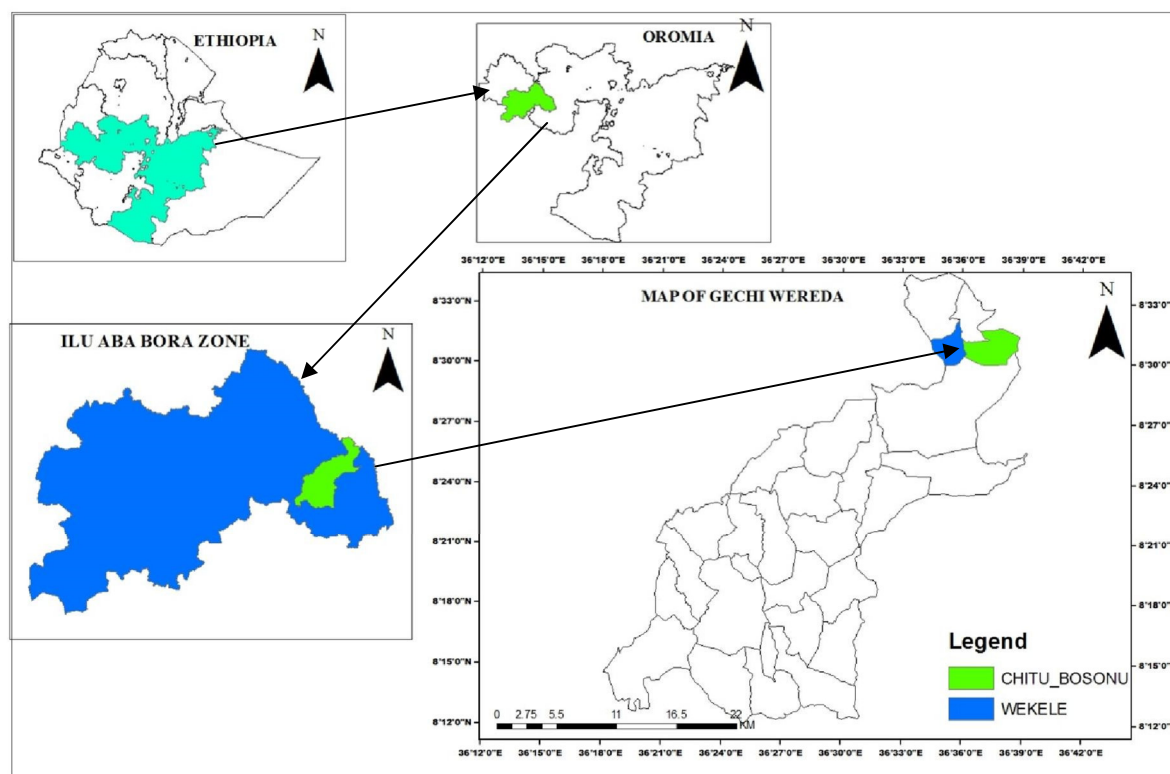 N
ETHIOPIA
N
OROMIA
36°12'0"E 36°15'0"E 36°18'0"E 36°21'0"E 36°24'0"E 36°27'0"E 36°30'0"E 36°33'0"E 36°36'0"E 36°39'0"E 36°42'0"E
MAP OF GECHI WEREDA
N
8°33'0"N 8°33'0"N
ILU ABA BORA ZONE
N
8°30'0"N 8°30'0"N
8°27'0"N 8°27'0"N
8°24'0"N 8°24'0"N
8°21'0"N 8°21'0"N
8°18'0"N 8°18'0"N
8°15'0"N 8°15'0"N
8°12'0"N 8°12'0"N
Legend
CHITU_BOSONU
WEKELE
0 2.75 5.5 11 16.5 22
KM
36°12'0"E 36°15'0"E 36°18'0"E 36°21'0"E 36°24'0"E 36°27'0"E 36°30'0"E 36°33'0"E 36°36'0"E 36°39'0"E 36°42'0"E